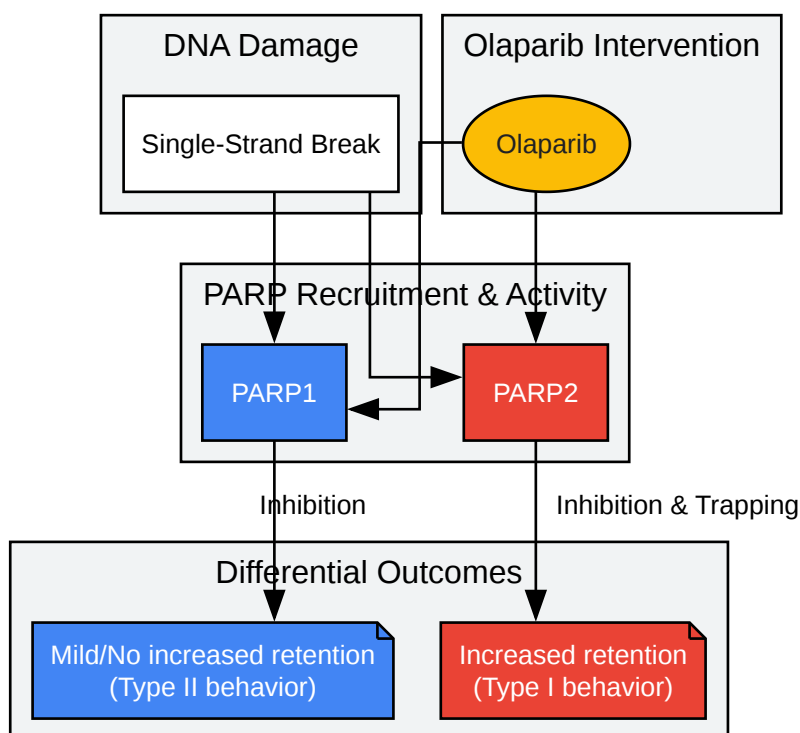 DNA Damage
Olaparib Intervention
Single-Strand Break
Olaparib
PARP Recruitment & Activity
PARP1
PARP2
Inhibition
Inhibition & Trapping
Differential Outcomes
Mild/No increased retention
(Type II behavior)
Increased retention
(Type I behavior)